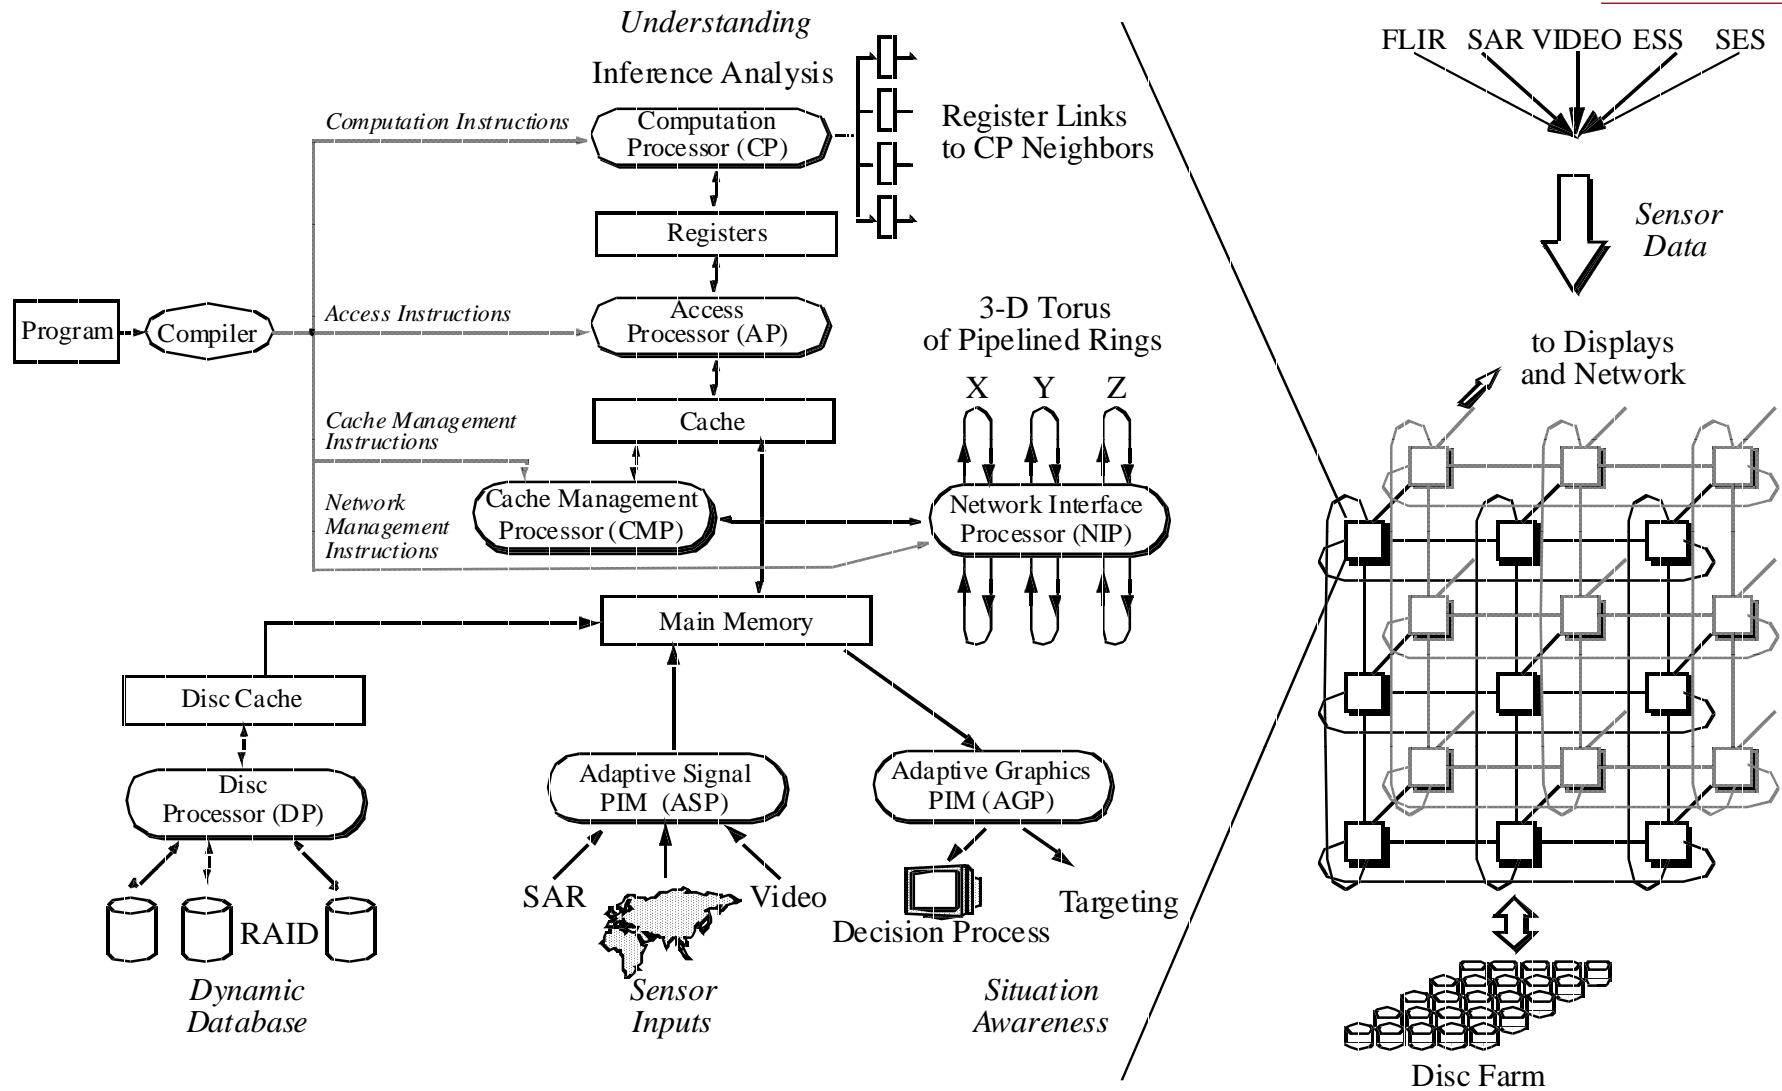 Understanding
Inference Analysis
Computation Instructions
Computation
Processor (CP)
Register Links
to CP Neighbors
Registers
Program
Compiler
Access Instructions
Access
Processor (AP)
3-D Torus
of Pipelined Rings
X Y Z
Cache
Cache Management
Instructions
Cache Management
Processor (CMP)
Network
Management
Instructions
Network Interface
Processor (NIP)
Main Memory
Disc Cache
Disc
Processor (DP)
Adaptive Signal
PIM (ASP)
Adaptive Graphics
PIM (AGP)
SAR
Video
Decision Process
Targeting
RAID
Dynamic
Database
Sensor
Inputs
Situation
Awareness
FLIR SAR VIDEO ESS SES
Sensor
Data
to Displays
and Network
Disc Farm